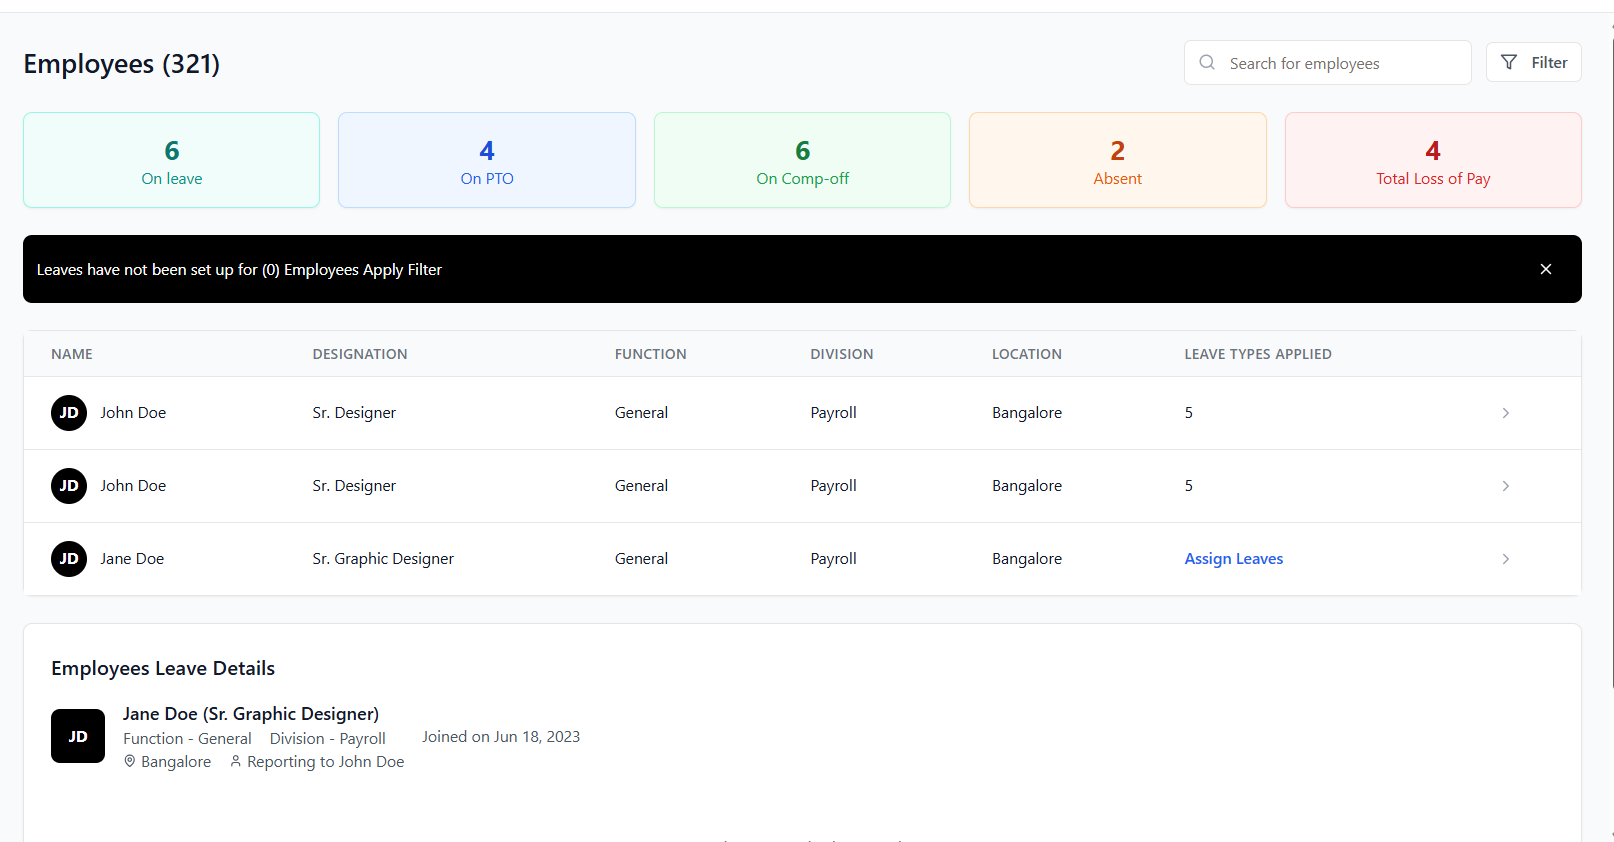 Employees (321)
Search for employees
Filter
6
On leave
4
On PTO
6
On Comp-off
2
Absent
4
Total Loss of Pay
Leaves have not been set up for (0) Employees Apply Filter
NAME DESIGNATION FUNCTION DIVISION LOCATION LEAVE TYPES APPLIED
JD John Doe Sr. Designer General Payroll Bangalore 5
JD John Doe Sr. Designer General Payroll Bangalore 5
JD Jane Doe Sr. Graphic Designer General Payroll Bangalore Assign Leaves
Employees Leave Details
JD
Jane Doe (Sr. Graphic Designer)
Function - General Division - Payroll
Joined on Jun 18, 2023
Bangalore Reporting to John Doe